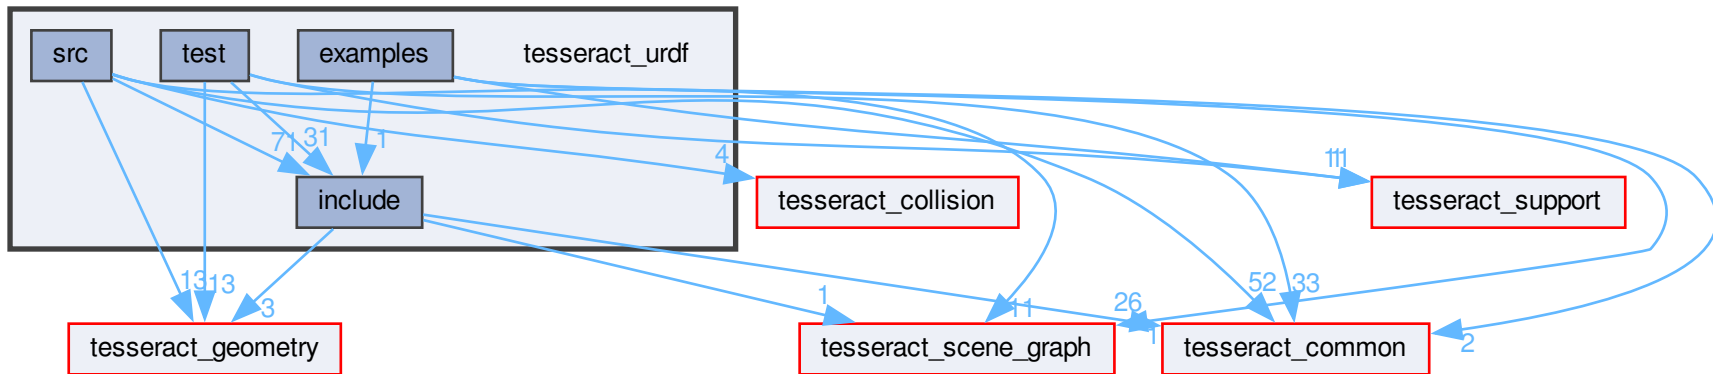 src
test
examples
tesseract_urdf
71
31
1
4
111
include
tesseract_collision
tesseract_support
13
13
3
1
11
26
1
52
33
2
tesseract_geometry
tesseract_scene_graph
tesseract_common